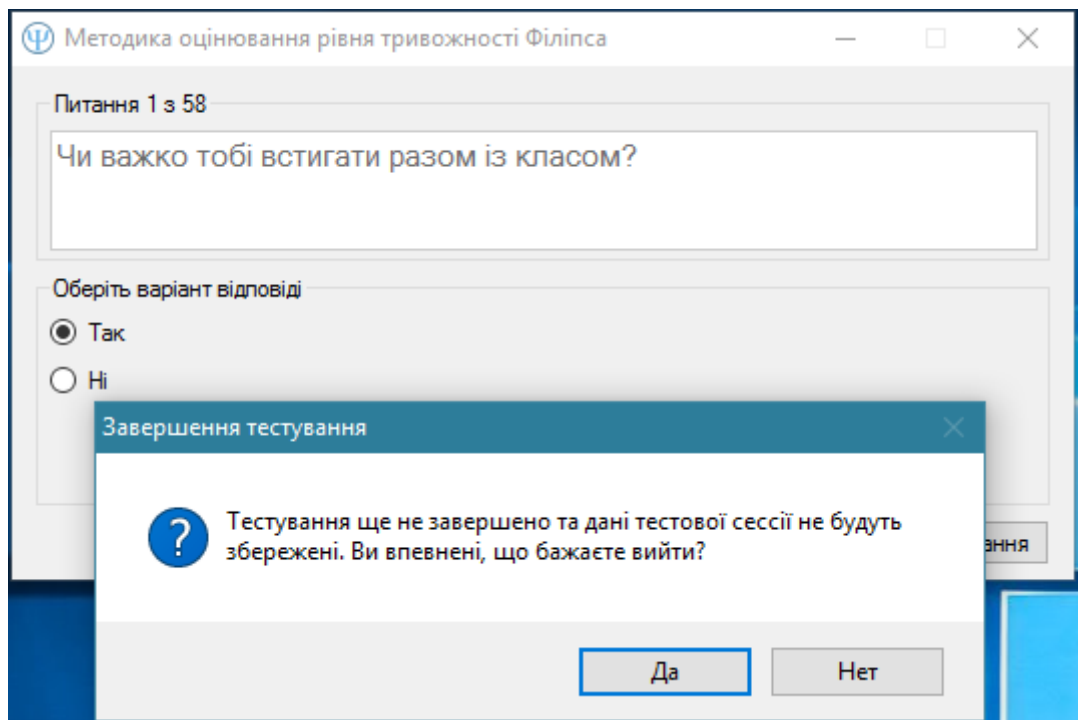 Методика оцінювання рівня тривожності Філіпса
Питання 1 з 58
Чи важко тобі встигати разом із класом?
Оберіть варіант відповіді
Так
Ні
Завершення тестування
Тестування ще не завершено та дані тестової сессії не будуть
збережені. Ви впевнені, що бажаєте вийти?
Да
Нет